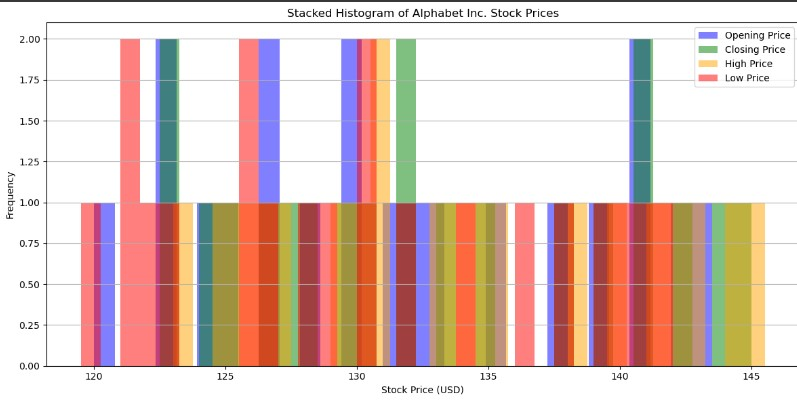 Stacked Histogram of Alphabet Inc. Stock Prices
Opening Price
Closing Price
High Price
Low Price
2.00
1.75
1.50
1.25
1.00
0.75
0.50
0.25
0.00
Frequency
120 125 130 135 140 145
Stock Price (USD)